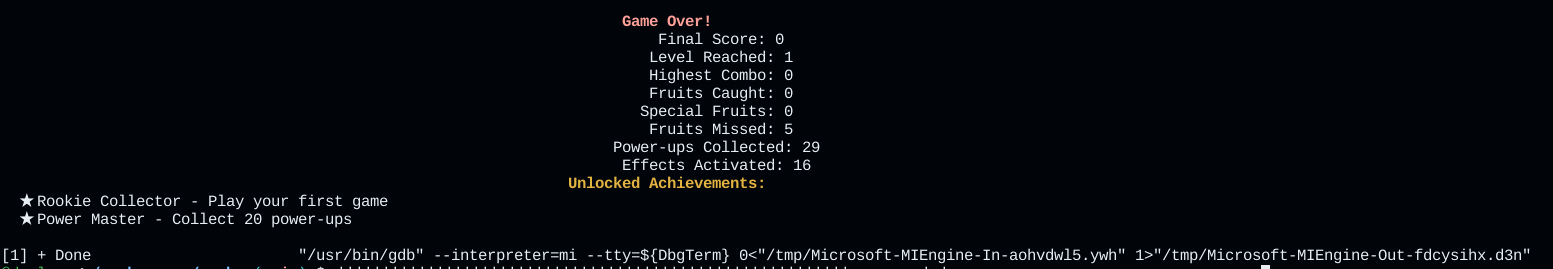 Game Over!
Final Score: 0
Level Reached: 1
Highest Combo: 0
Fruits Caught: 0
Special Fruits: 0
Fruits Missed: 5
Power-ups Collected: 29
Effects Activated: 16
Unlocked Achievements:
★Rookie Collector - Play your first game
★Power Master - Collect 20 power-ups
[1] + Done "/usr/bin/gdb" --interpreter=mi --tty=${DbgTerm} 0<"/tmp/Microsoft-MIEngine-In-aohvdwl5.ywh" 1>"/tmp/Microsoft-MIEngine-Out-fdcysihx.d3n"